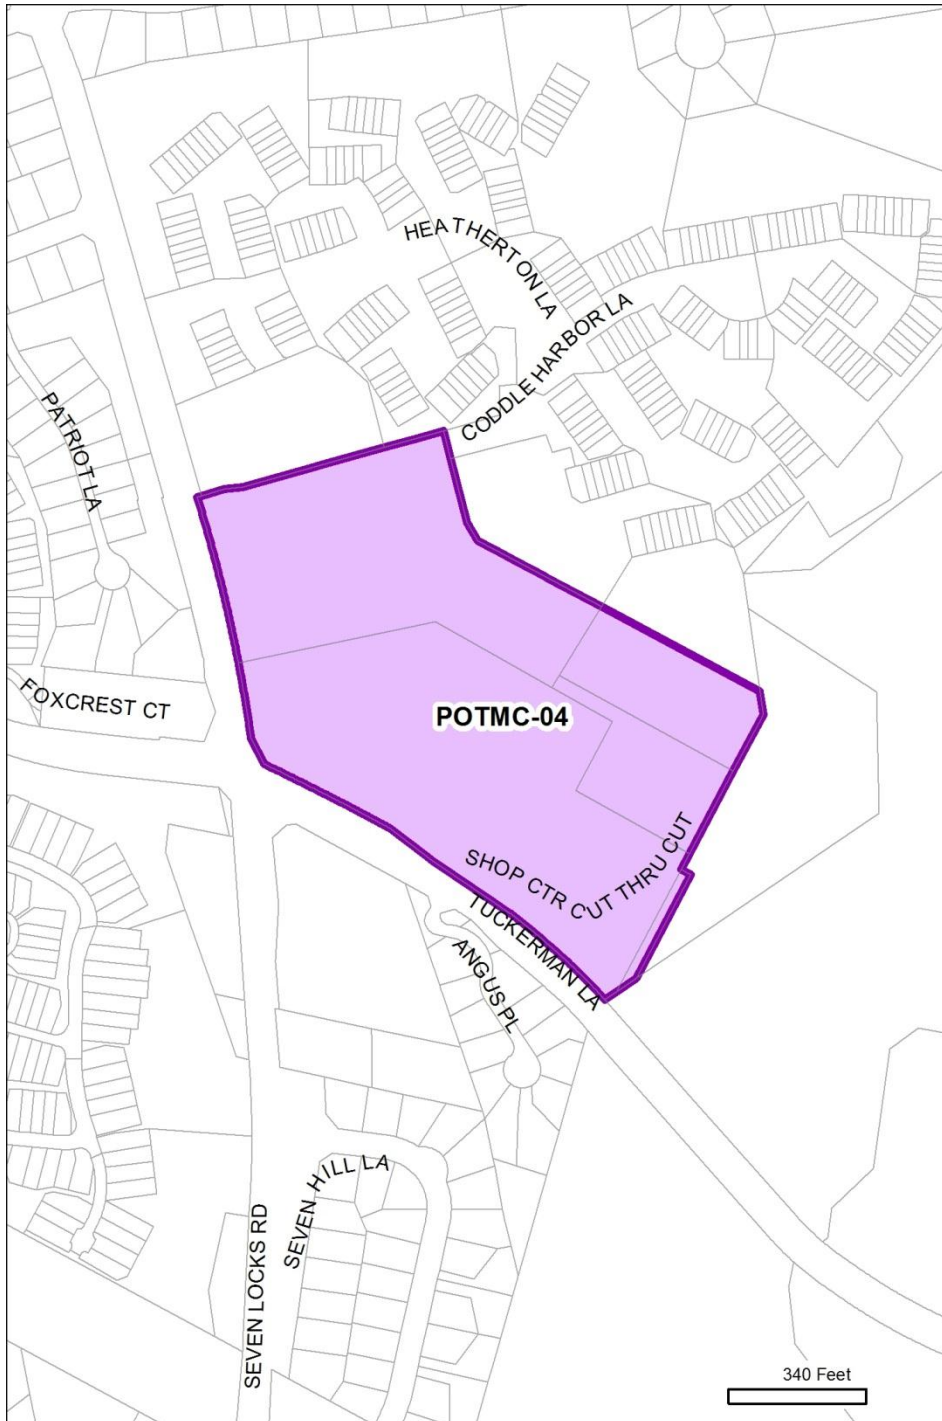 HEATHERTON LA
CODDLE HARBOR LA
PATRIOT LA
FOXCREST CT
POTMC-04
SHOP CTR CUT THRU CUT
TUCKERMAN LA
ANGUS PL
SEVEN HILL LA
SEVEN LOCKS RD
340 Feet